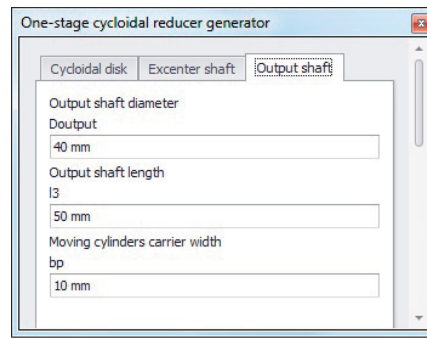 One-stage cycloidal reducer generator
Cycloidal disk Excenter shaft Output shaft
Output shaft diameter
Doutput
40 mm
Output shaft length
l3
50 mm
Moving cylinders carrier width
bp
10 mm